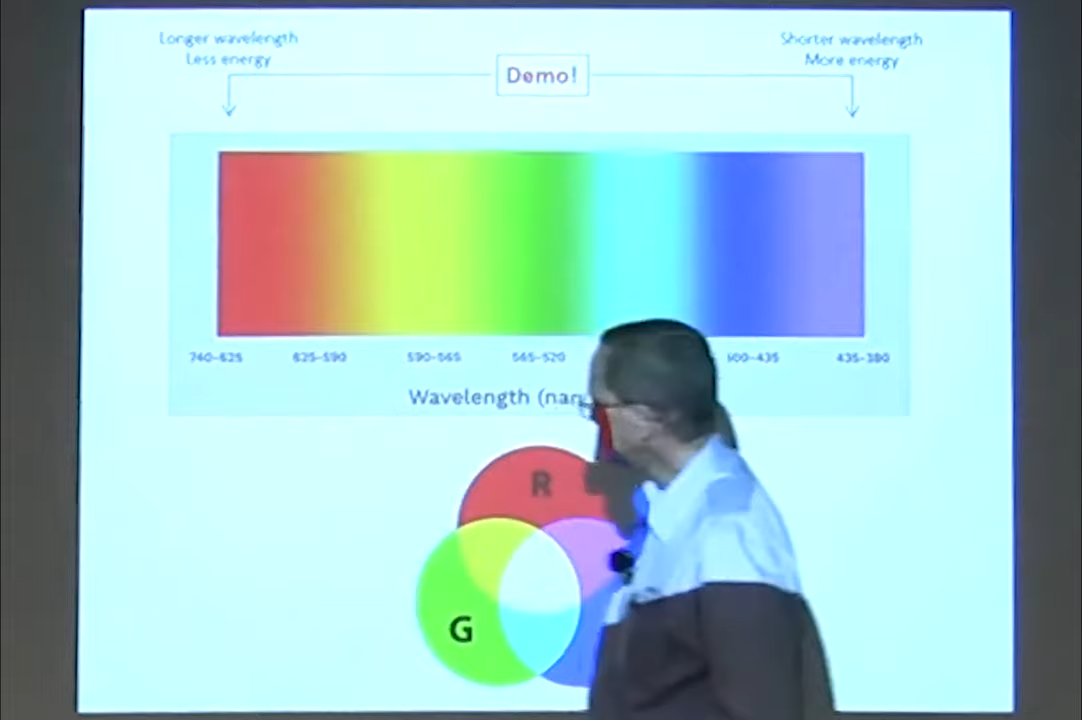 Longer wavelength
Less energy
Shorter wavelength
More energy
Demo!
740-625
625-590
590-565
565-520
435-380
Wavelength
R
G